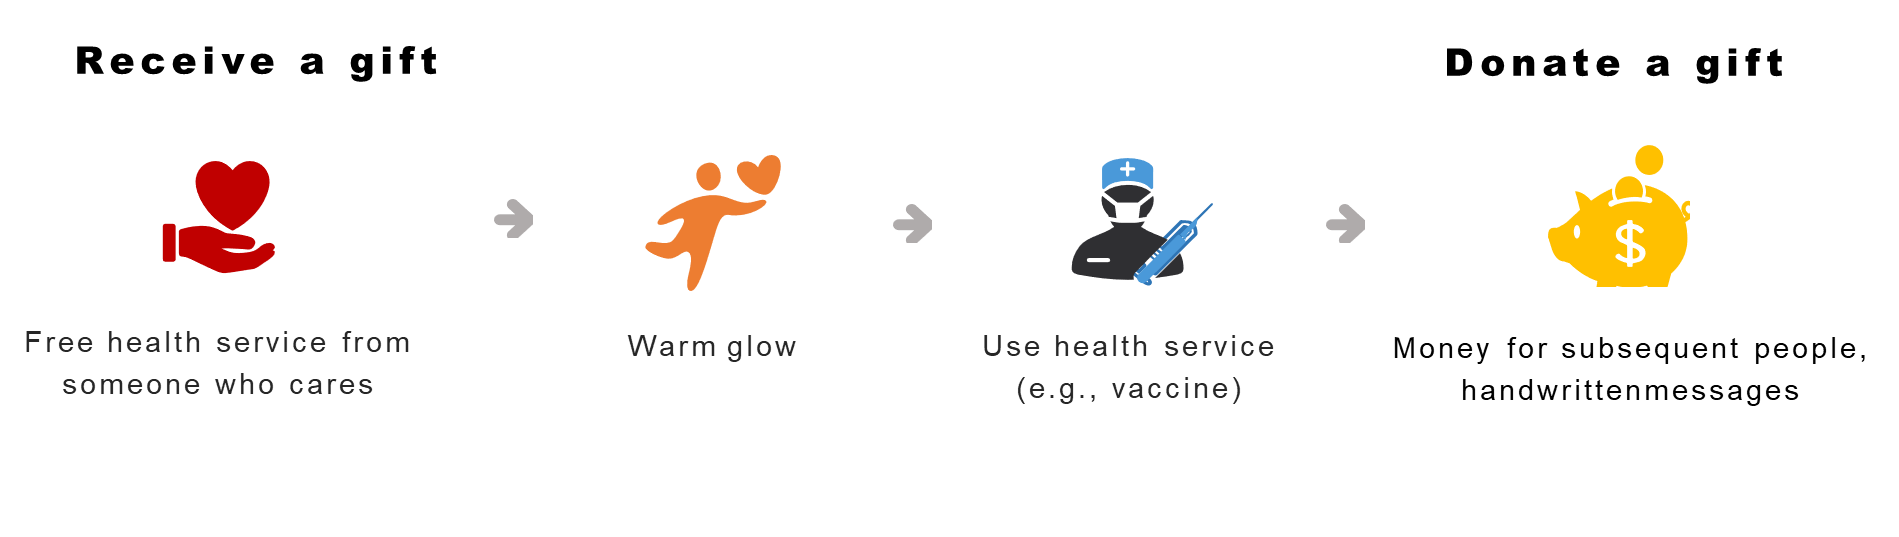 Receive a gift
Donate a gift
Free health service from
someone who cares
Warm glow
Use health service
(e.g., vaccine)
Money for subsequent people,
handwrittenmessages
$